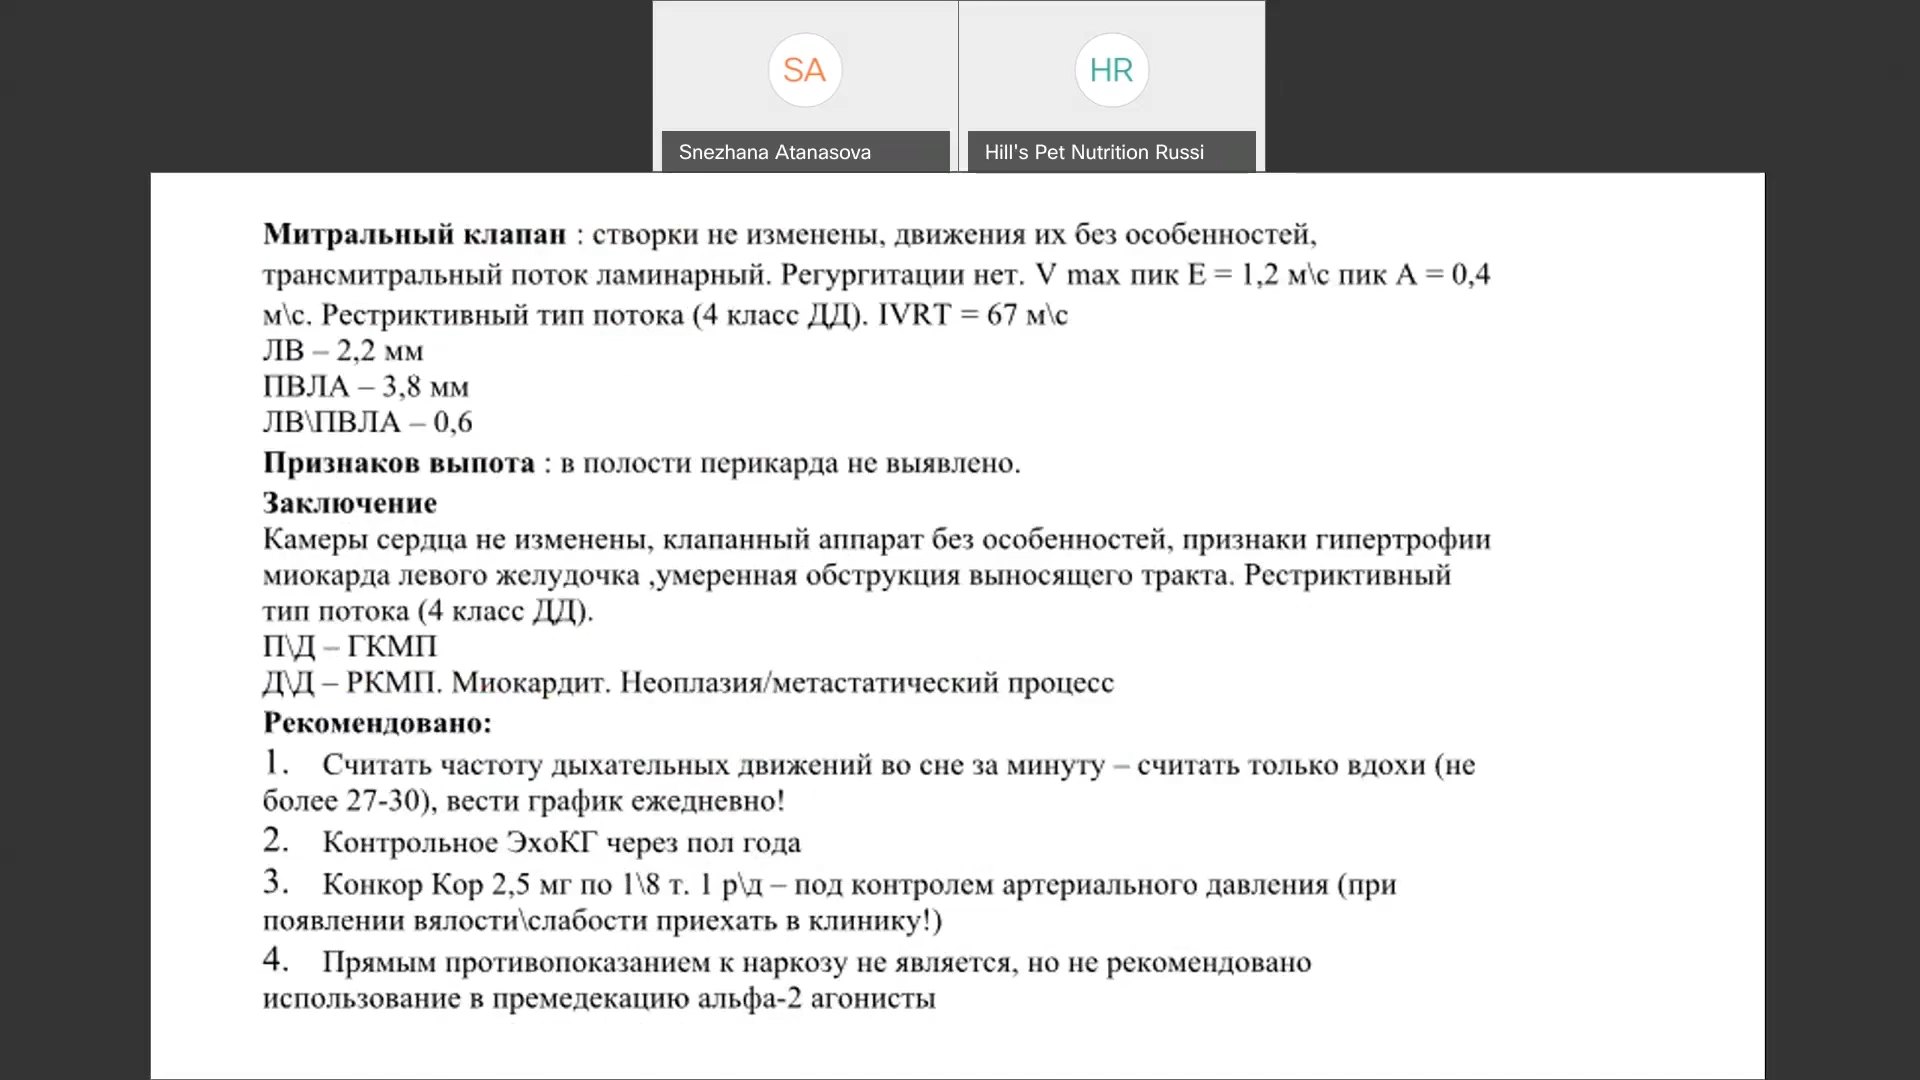 SA
HR
Snezhana Atanasova
Hill's Pet Nutrition Russi
Митральный клапан : створки не изменены, движения их без особенностей,
трансмитральный поток ламинарный. Регургитации нет. V max пик Е = 1,2 м\с пик А = 0,4
м\с. Рестриктивный тип потока (4 класс ДД). IVRT = 67 м\с
ЛВ – 2,2 мм
ПВЛА – 3,8 мм
ЛВ\ПВЛА – 0,6
Признаков выпота : в полости перикарда не выявлено.
Заключение
Камеры сердца не изменены, клапанный аппарат без особенностей, признаки гипертрофии
миокарда левого желудочка ,умеренная обструкция выносящего тракта. Рестриктивный
тип потока (4 класс ДД).
П\Д – ГКМП
Д\Д – РКМП. Миокардит. Неоплазия/метастатический процесс
Рекомендовано:
1. Считать частоту дыхательных движений во сне за минуту – считать только вдохи (не
более 27-30), вести график ежедневно!
2. Контрольное ЭхоКГ через пол года
3. Конкор Кор 2,5 мг по 1\8 т. 1 р\д – под контролем артериального давления (при
появлении вялости\слабости приехать в клинику!)
4. Прямым противопоказанием к наркозу не является, но не рекомендовано
использование в премедекацию альфа-2 агонисты